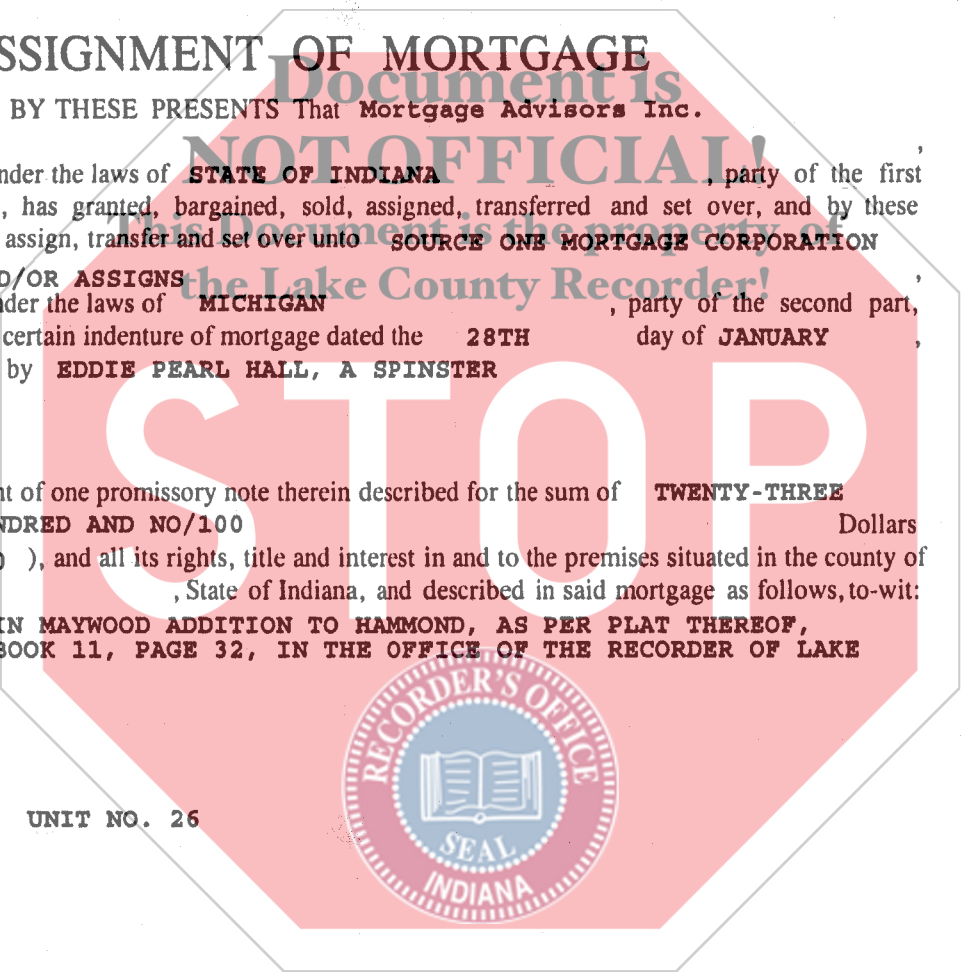 SSIGNMENT OF MORTGAGE
Document is
BY THESE PRESENTS That Mortgage Advisors Inc.
NOT OFFICIAL!
,
nder the laws of STATE OF INDIANA , party of the first
, has granted, bargained, sold, assigned, transferred and set over, and by these
This Document is the property of
assign, transfer and set over unto SOURCE ONE MORTGAGE CORPORATION
D/OR ASSIGNS ,
the Lake County Recorder!
nder the laws of MICHIGAN , party of the second part,
certain indenture of mortgage dated the 28TH day of JANUARY ,
by EDDIE PEARL HALL, A SPINSTER
STOP
nt of one promissory note therein described for the sum of TWENTY-THREE
NDRED AND NO/100 Dollars
), and all its rights, title and interest in and to the premises situated in the county of
, State of Indiana, and described in said mortgage as follows, to-wit:
IN MAYWOOD ADDITION TO HAMMOND, AS PER PLAT THEREOF,
BOOK 11, PAGE 32, IN THE OFFICE OF THE RECORDER OF LAKE
RECORDER'S OFFICE
UNIT NO. 26
SEAL
INDIANA